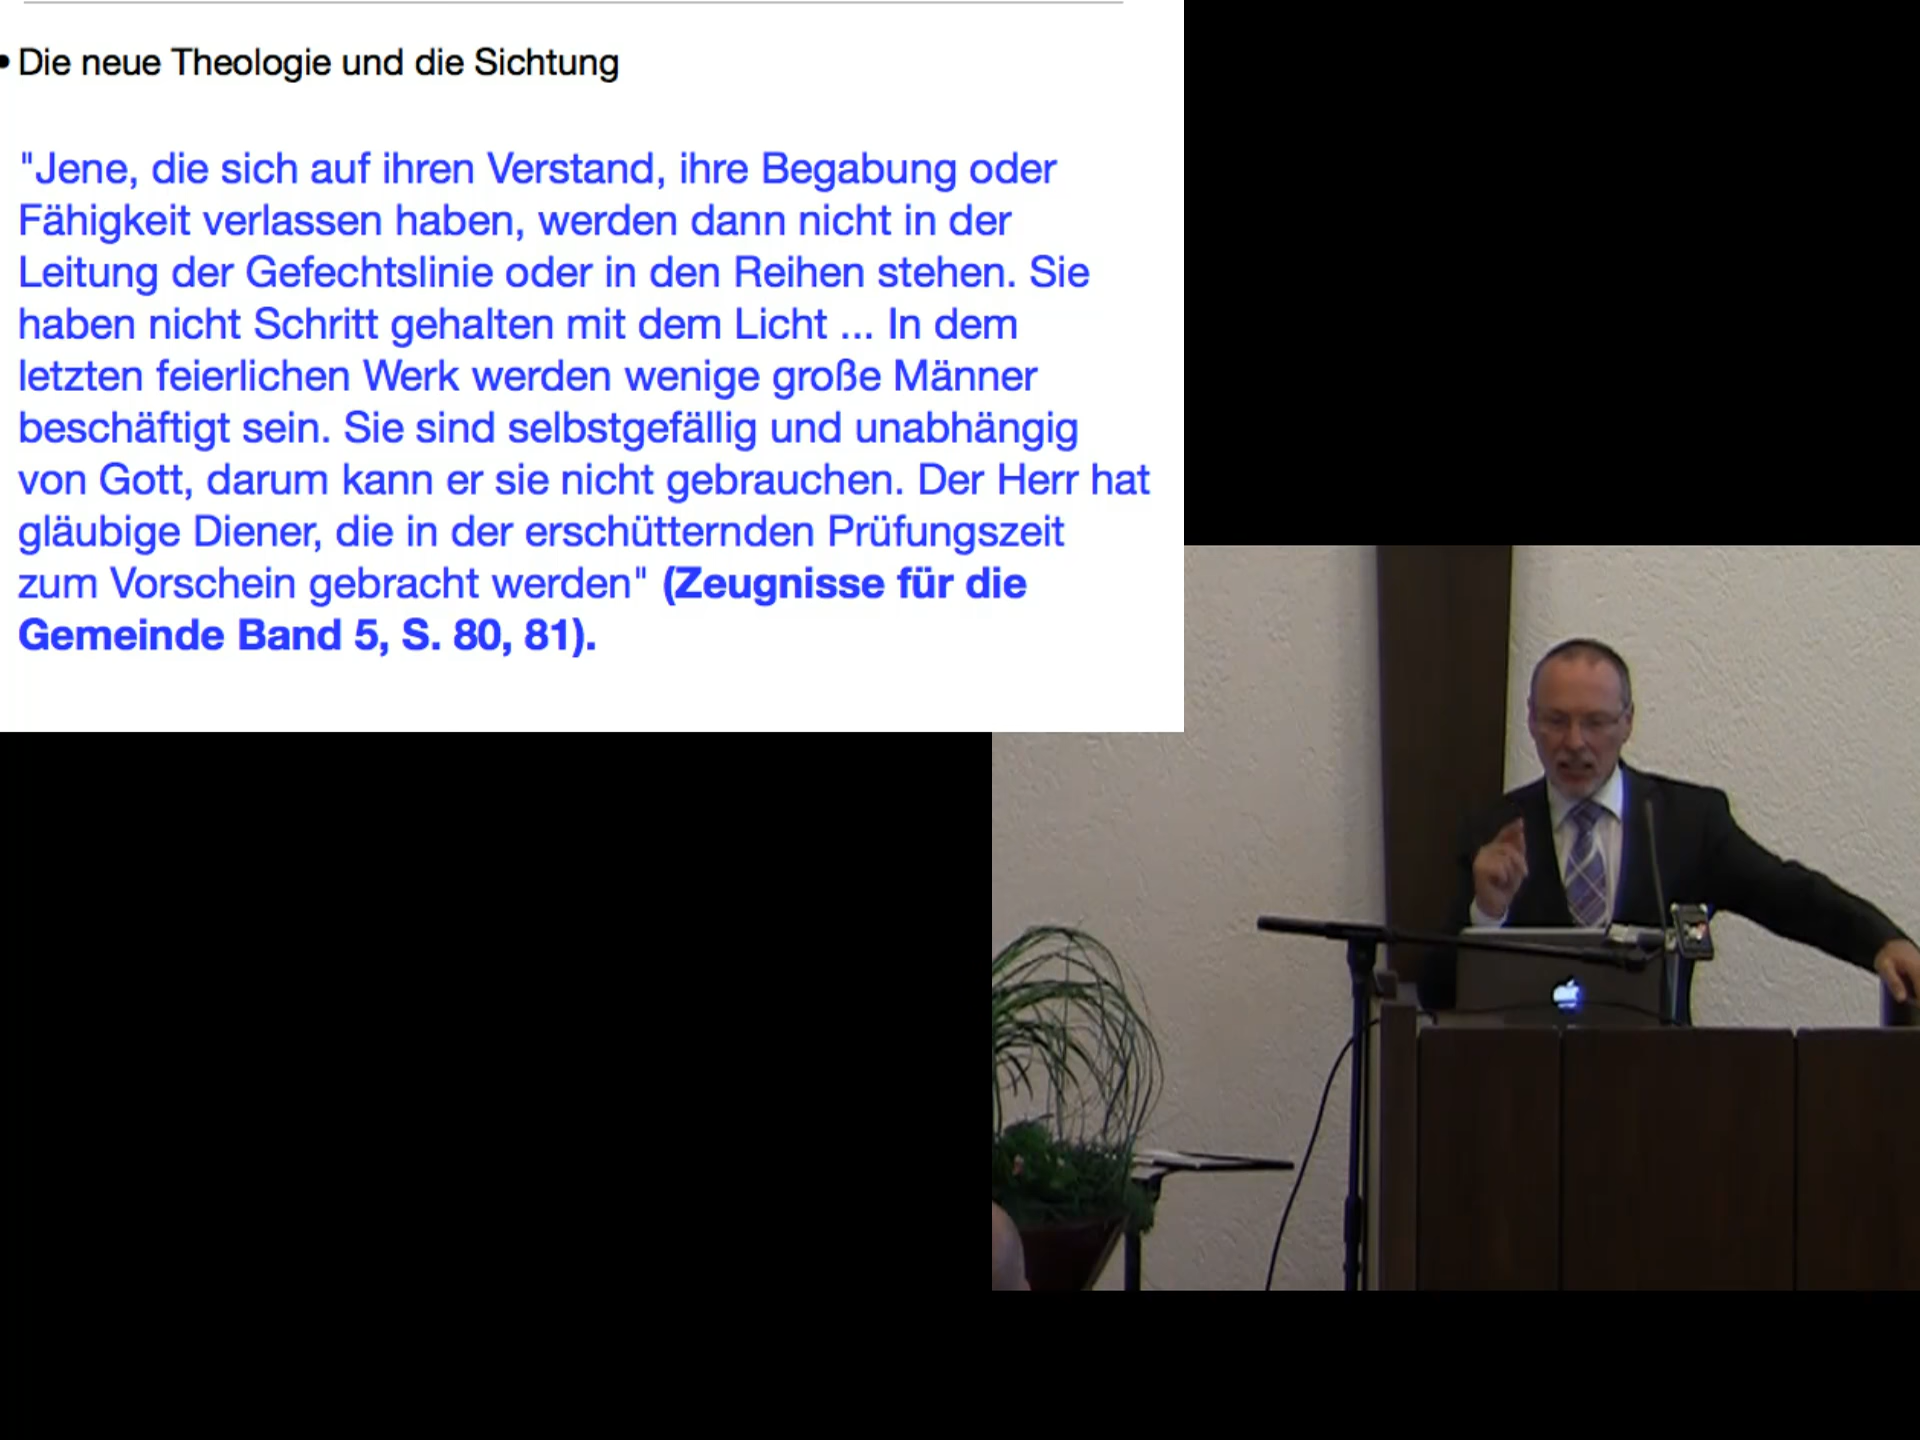 • Die neue Theologie und die Sichtung
"Jene, die sich auf ihren Verstand, ihre Begabung oder
Fähigkeit verlassen haben, werden dann nicht in der
Leitung der Gefechtslinie oder in den Reihen stehen. Sie
haben nicht Schritt gehalten mit dem Licht ... In dem
letzten feierlichen Werk werden wenige große Männer
beschäftigt sein. Sie sind selbstgefällig und unabhängig
von Gott, darum kann er sie nicht gebrauchen. Der Herr hat
gläubige Diener, die in der erschütternden Prüfungszeit
zum Vorschein gebracht werden" (Zeugnisse für die
Gemeinde Band 5, S. 80, 81).